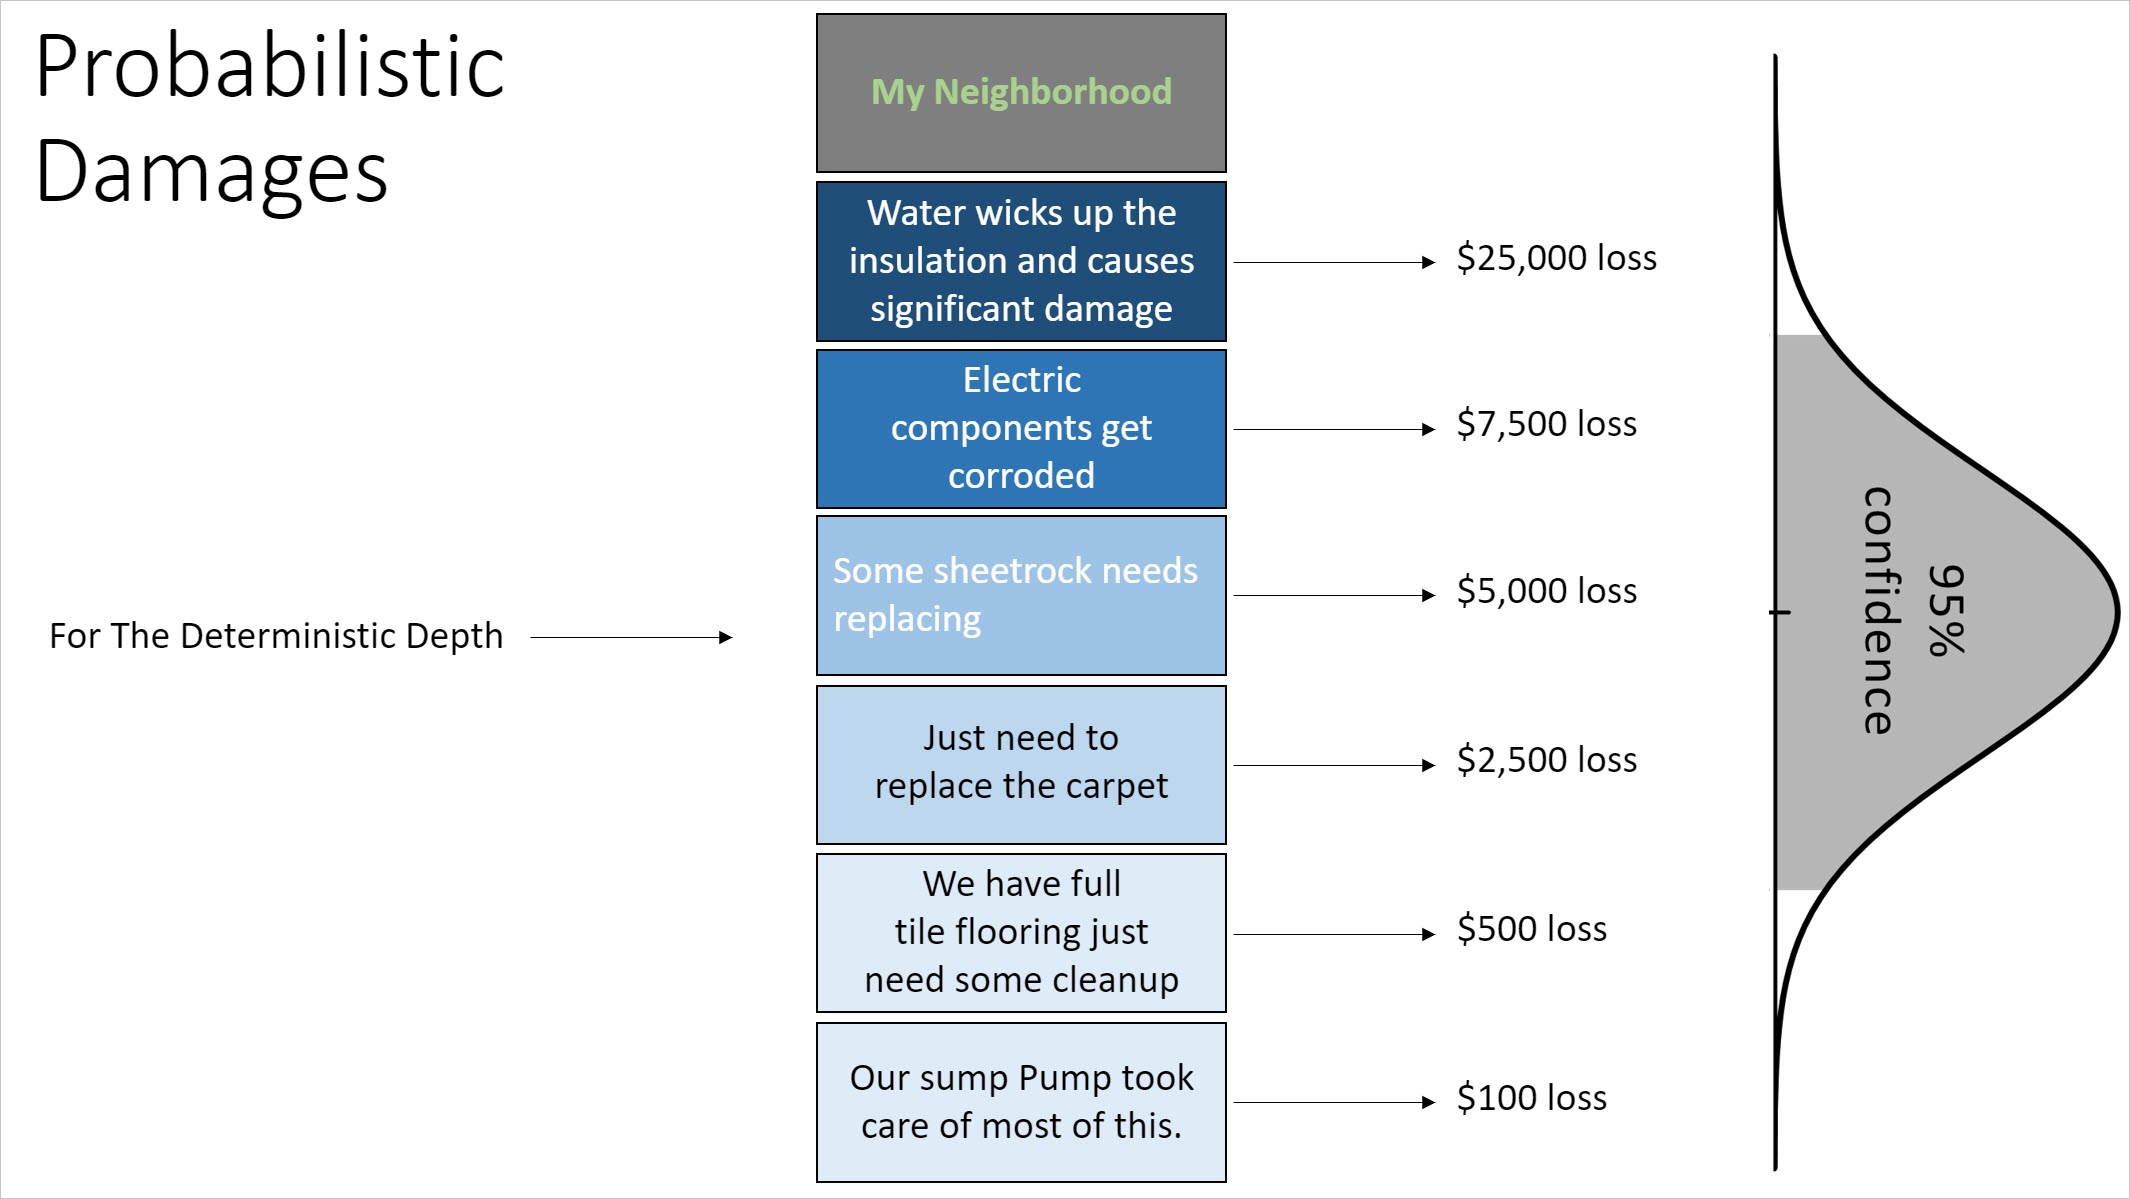 Probabilistic
Damages
My Neighborhood
Water wicks up the
insulation and causes
significant damage
$25,000 loss
Electric
components get
corroded
$7,500 loss
Some sheetrock needs
replacing
$5,000 loss
For The Deterministic Depth
Just need to
replace the carpet
$2,500 loss
We have full
tile flooring just
need some cleanup
$500 loss
Our sump Pump took
care of most of this.
$100 loss
95%
confidence